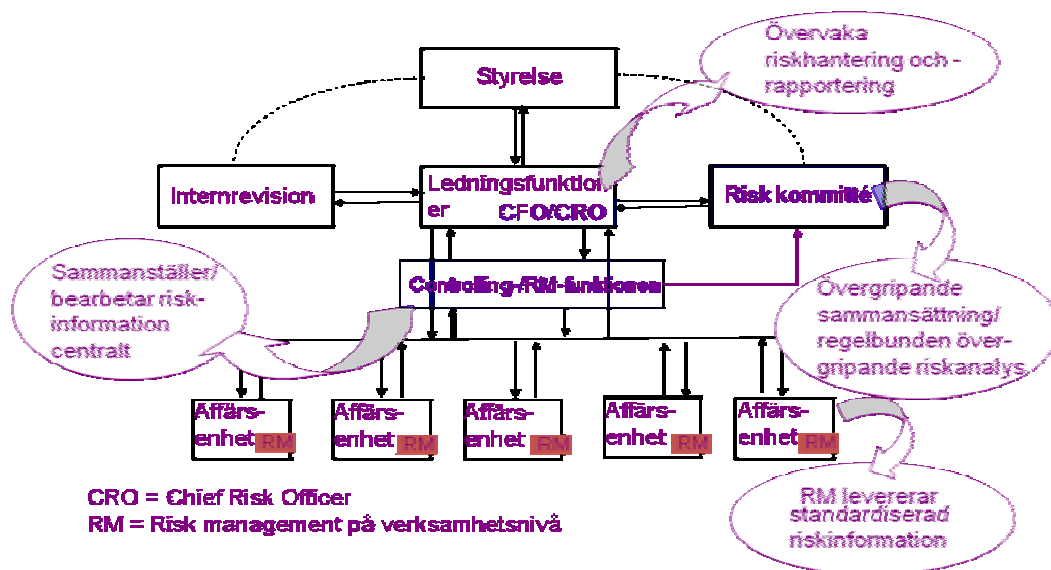 Övervaka
riskhantering och -
rapportering
Styrelse
Internrevision
Ledningsfunktion
er CFO/CRO
Risk kommitté
Sammanställer/
bearbetar risk-
information
centralt
Controlling-/RM-funktionen
Övergripande
sammansättning/
regelbunden över-
gripande riskanalys
Affärs-
enhet RM
Affärs-
enhet RM
Affärs-
enhet RM
Affärs-
enhet RM
Affärs-
enhet RM
CRO = Chief Risk Officer
RM = Risk management på verksamhetsnivå
RM levererar
standardiserad
riskinformation